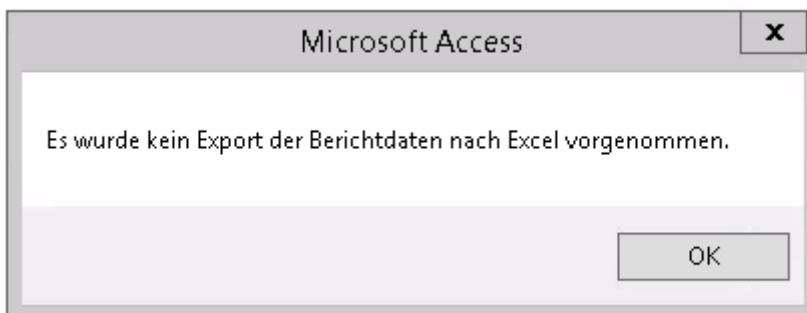 Microsoft Access
x
Es wurde kein Export der Berichtdaten nach Excel vorgenommen.
OK